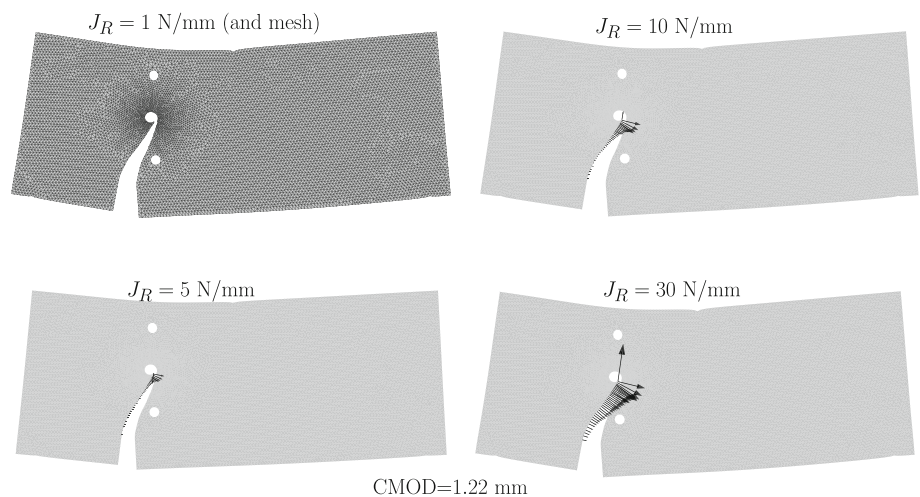 J_R = 1 N/mm (and mesh)
J_R = 10 N/mm
J_R = 5 N/mm
J_R = 30 N/mm
CMOD=1.22 mm